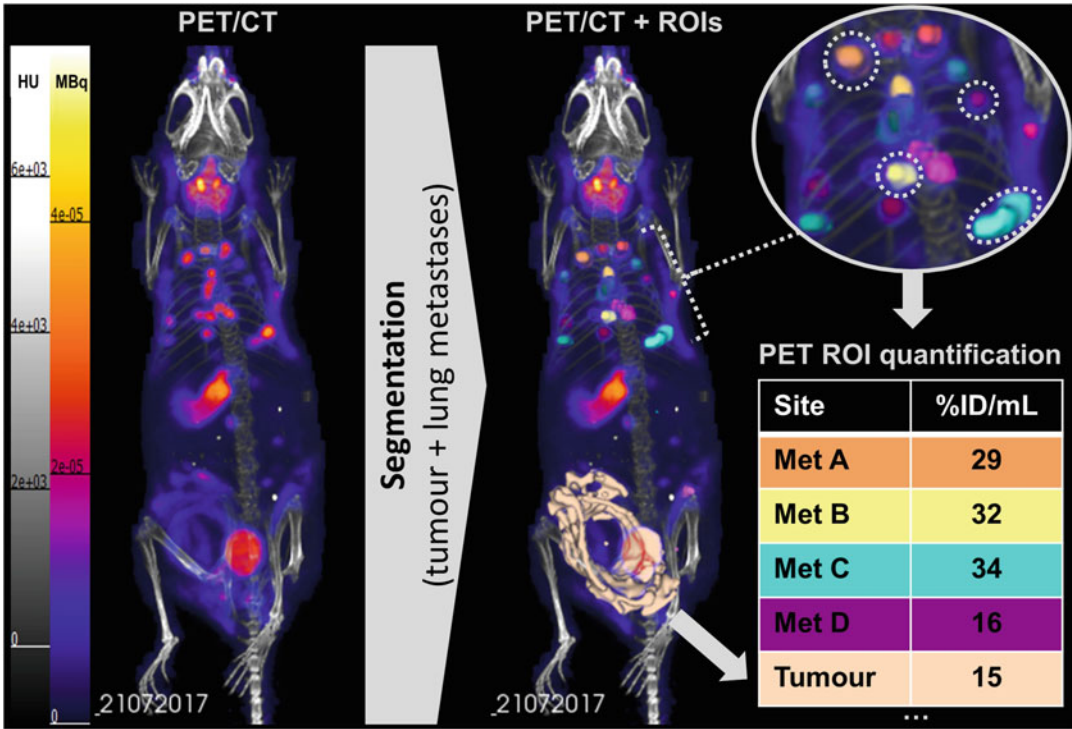 PET/CT
PET/CT + ROIs
HU
MBq
6e+03
4e-05
4e+03
2e-05
2e+03
0
0
Segmentation
(tumour + lung metastases)
_21072017
_21072017
PET ROI quantification
Site %ID/mL
Met A 29
Met B 32
Met C 34
Met D 16
Tumour 15
...